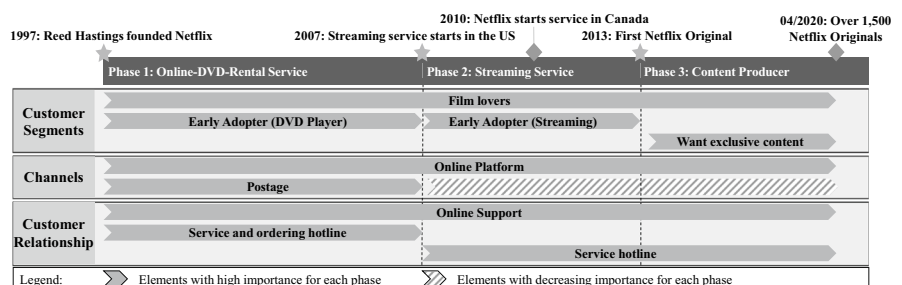 2010: Netflix starts service in Canada
04/2020: Over 1,500
Netflix Originals
1997: Reed Hastings founded Netflix
2007: Streaming service starts in the US
2013: First Netflix Original
Phase 1: Online-DVD-Rental Service
Phase 2: Streaming Service
Phase 3: Content Producer
Customer
Segments
Film lovers
Early Adopter (DVD Player)
Early Adopter (Streaming)
Want exclusive content
Channels
Online Platform
Postage
Customer
Relationship
Online Support
Service and ordering hotline
Service hotline
Legend:
Elements with high importance for each phase
Elements with decreasing importance for each phase